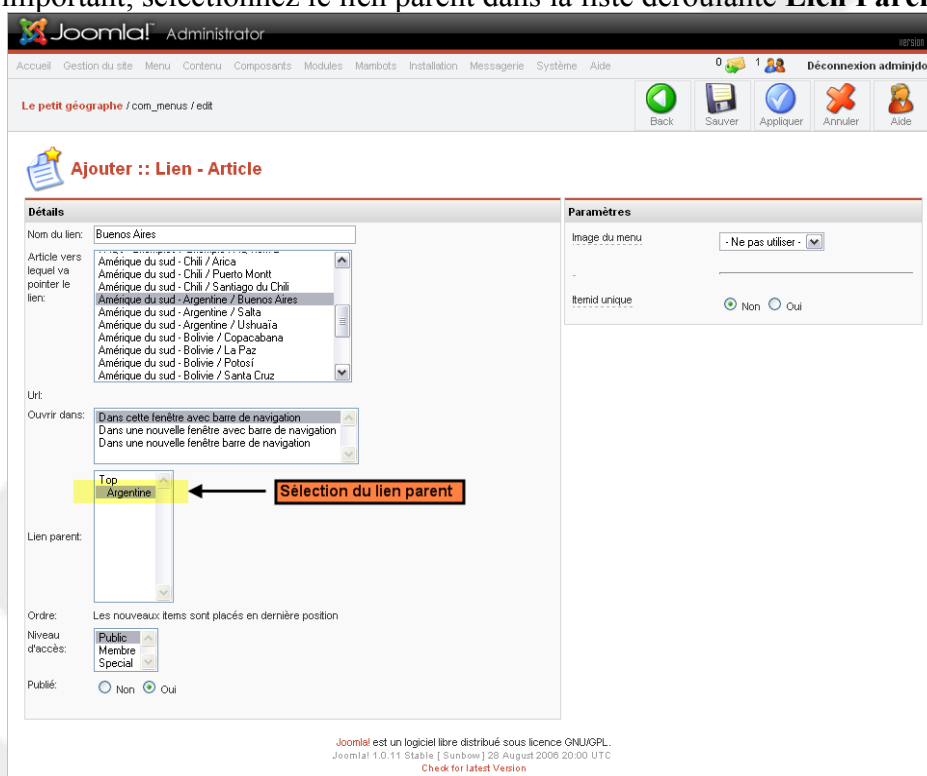 important, sélectionnez le lien parent dans la liste déroulante Lien Paren
Joomla! Administrator
version
Accueil Gestion du site Menu Contenu Composants Modules Mambots Installation Messagerie Système Aide 0 1 Déconnexion adminjdo
Le petit géographe / com_menus / edit
Back Sauver Appliquer Annuler Aide
Ajouter :: Lien - Article
Détails
Nom du lien: Buenos Aires
Article vers lequel va pointer le lien:
Amérique du sud - Chili / Arica
Amérique du sud - Chili / Puerto Montt
Amérique du sud - Chili / Santiago du Chili
Amérique du sud - Argentine / Buenos Aires
Amérique du sud - Argentine / Salta
Amérique du sud - Argentine / Ushuaïa
Amérique du sud - Bolivie / Copacabana
Amérique du sud - Bolivie / La Paz
Amérique du sud - Bolivie / Potosí
Amérique du sud - Bolivie / Santa Cruz
Url:
Ouvrir dans: Dans cette fenêtre avec barre de navigation
Dans une nouvelle fenêtre avec barre de navigation
Dans une nouvelle fenêtre barre de navigation
Top
Argentine
Sélection du lien parent
Lien parent:
Ordre: Les nouveaux items sont placés en dernière position
Niveau d'accès:
Public
Membre
Special
Publié: Non Oui
Paramètres
Image du menu - Ne pas utiliser -
-
Itemid unique Non Oui
Joomla! est un logiciel libre distribué sous licence GNU/GPL.
Joomla! 1.0.11 Stable [ Sunbow ] 28 August 2006 20:00 UTC
Check for latest Version